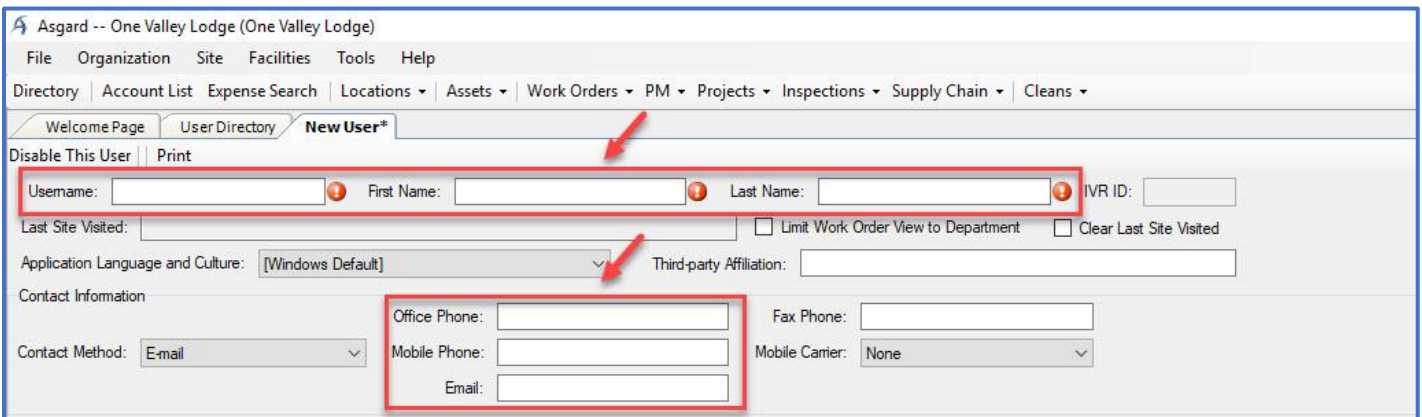 Asgard -- One Valley Lodge (One Valley Lodge)
File Organization Site Facilities Tools Help
Directory Account List Expense Search Locations Assets Work Orders PM Projects Inspections Supply Chain Cleans
Welcome Page User Directory New User*
Disable This User Print
Username: First Name: Last Name: IVR ID:
Last Site Visited: Limit Work Order View to Department Clear Last Site Visited
Application Language and Culture: [Windows Default] Third-party Affiliation:
Contact Information
Office Phone: Fax Phone:
Contact Method: E-mail Mobile Phone: Mobile Carrier: None
Email: